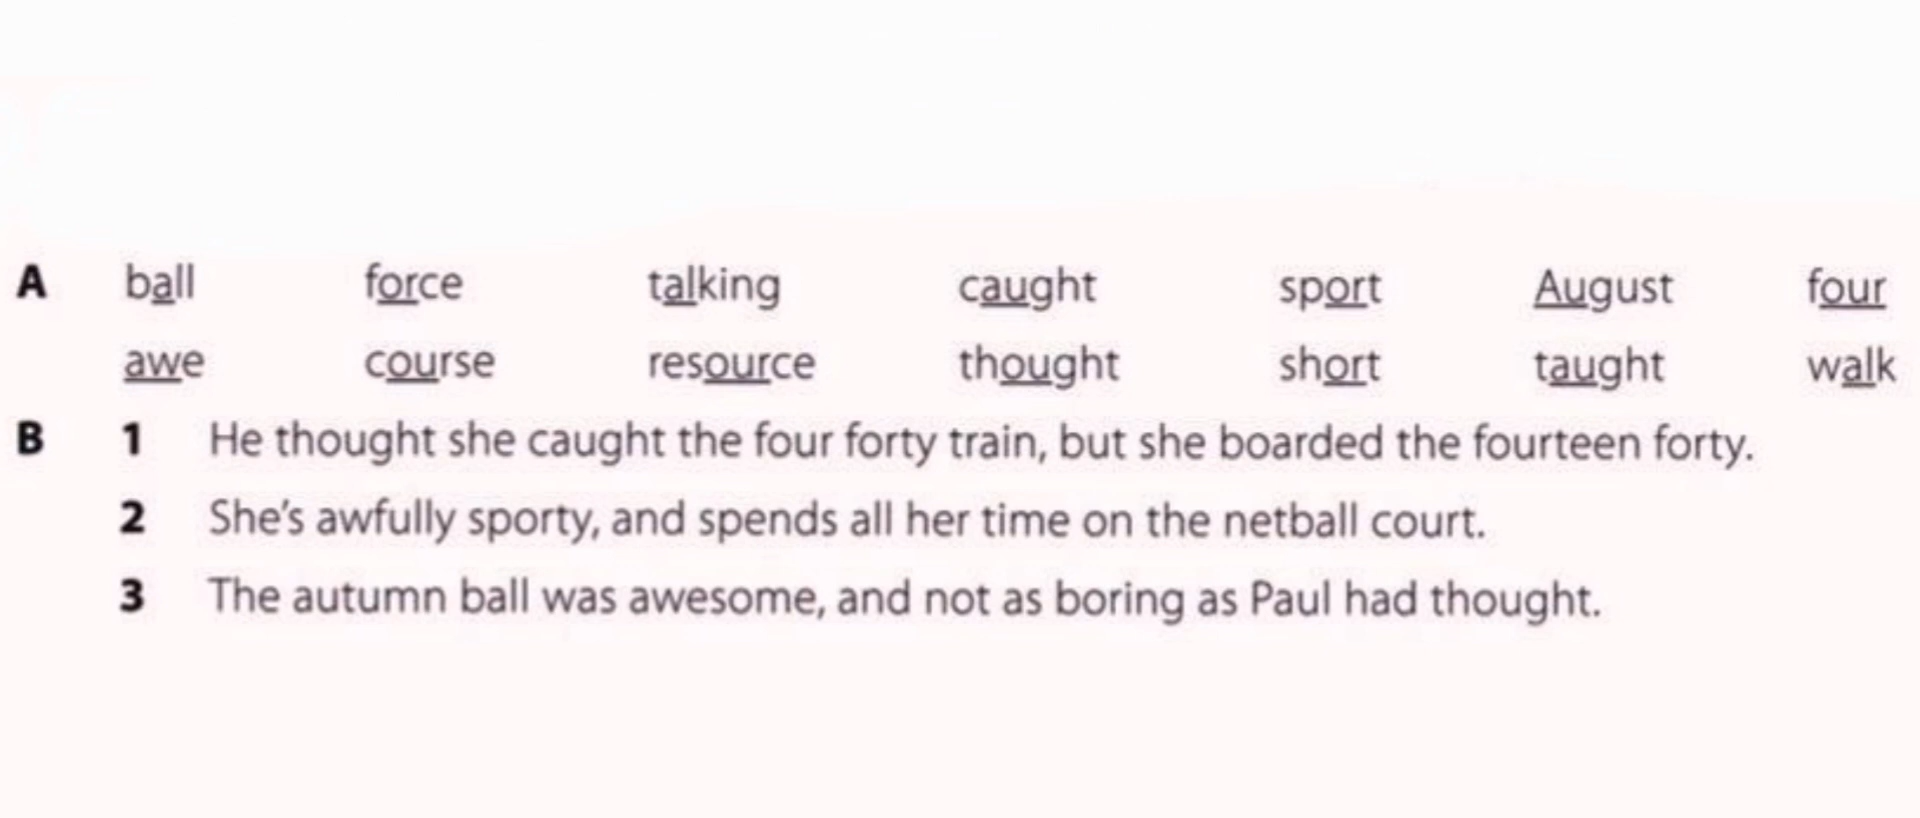 A ball force talking caught sport August four
awe course resource thought short taught walk
B 1 He thought she caught the four forty train, but she boarded the fourteen forty.
2 She's awfully sporty, and spends all her time on the netball court.
3 The autumn ball was awesome, and not as boring as Paul had thought.